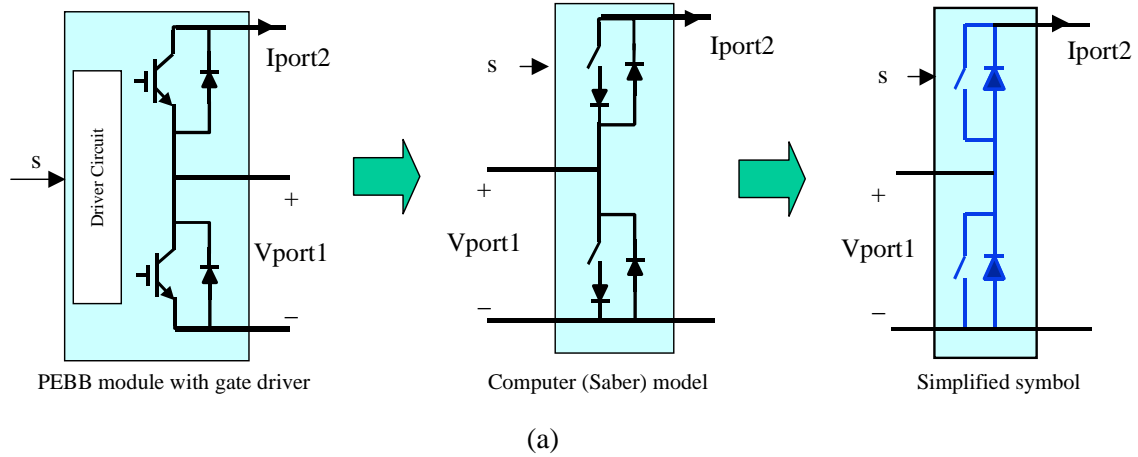 Iport2
s
Driver Circuit
+
Vport1
−
PEBB module with gate driver
Iport2
s
+
Vport1
−
Computer (Saber) model
Iport2
s
+
Vport1
−
Simplified symbol
(a)